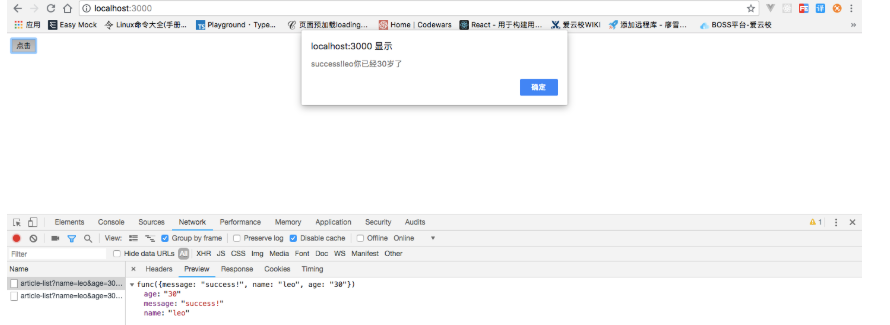 localhost:3000
应用 Easy Mock Linux命令大全(手册... Playground · Type... 页面预加载loading... Home | Codewars React - 用于构建用... 爱云校WIKI 添加远程库 - 廖雪... BOSS平台-爱云校 »
点击
localhost:3000 显示
success!leo你已经30岁了
确定
Elements Console Sources Network Performance Memory Application Security Audits 1
View: Group by frame Preserve log Disable cache Offline Online
Filter Hide data URLs All XHR JS CSS Img Media Font Doc WS Manifest Other
Name × Headers Preview Response Cookies Timing
article-list?name=leo&age=30... func({message: "success!", name: "leo", age: "30"})
article-list?name=leo&age=30... age: "30"
message: "success!"
name: "leo"